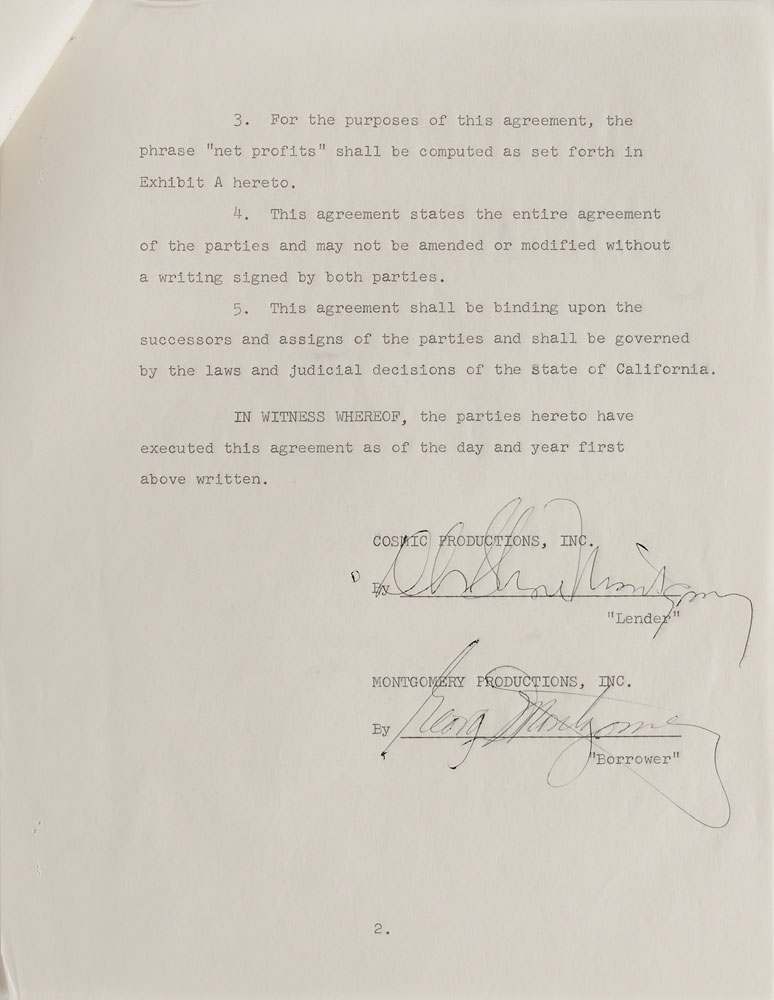 3. For the purposes of this agreement, the
phrase "net profits" shall be computed as set forth in
Exhibit A hereto.
4. This agreement states the entire agreement
of the parties and may not be amended or modified without
a writing signed by both parties.
5. This agreement shall be binding upon the
successors and assigns of the parties and shall be governed
by the laws and judicial decisions of the State of California.
IN WITNESS WHEREOF, the parties hereto have
executed this agreement as of the day and year first
above written.
COSMIC PRODUCTIONS, INC.
By Dinah Shore Montgomery
"Lender"
MONTGOMERY PRODUCTIONS, INC.
By George Montgomery
"Borrower"
2.